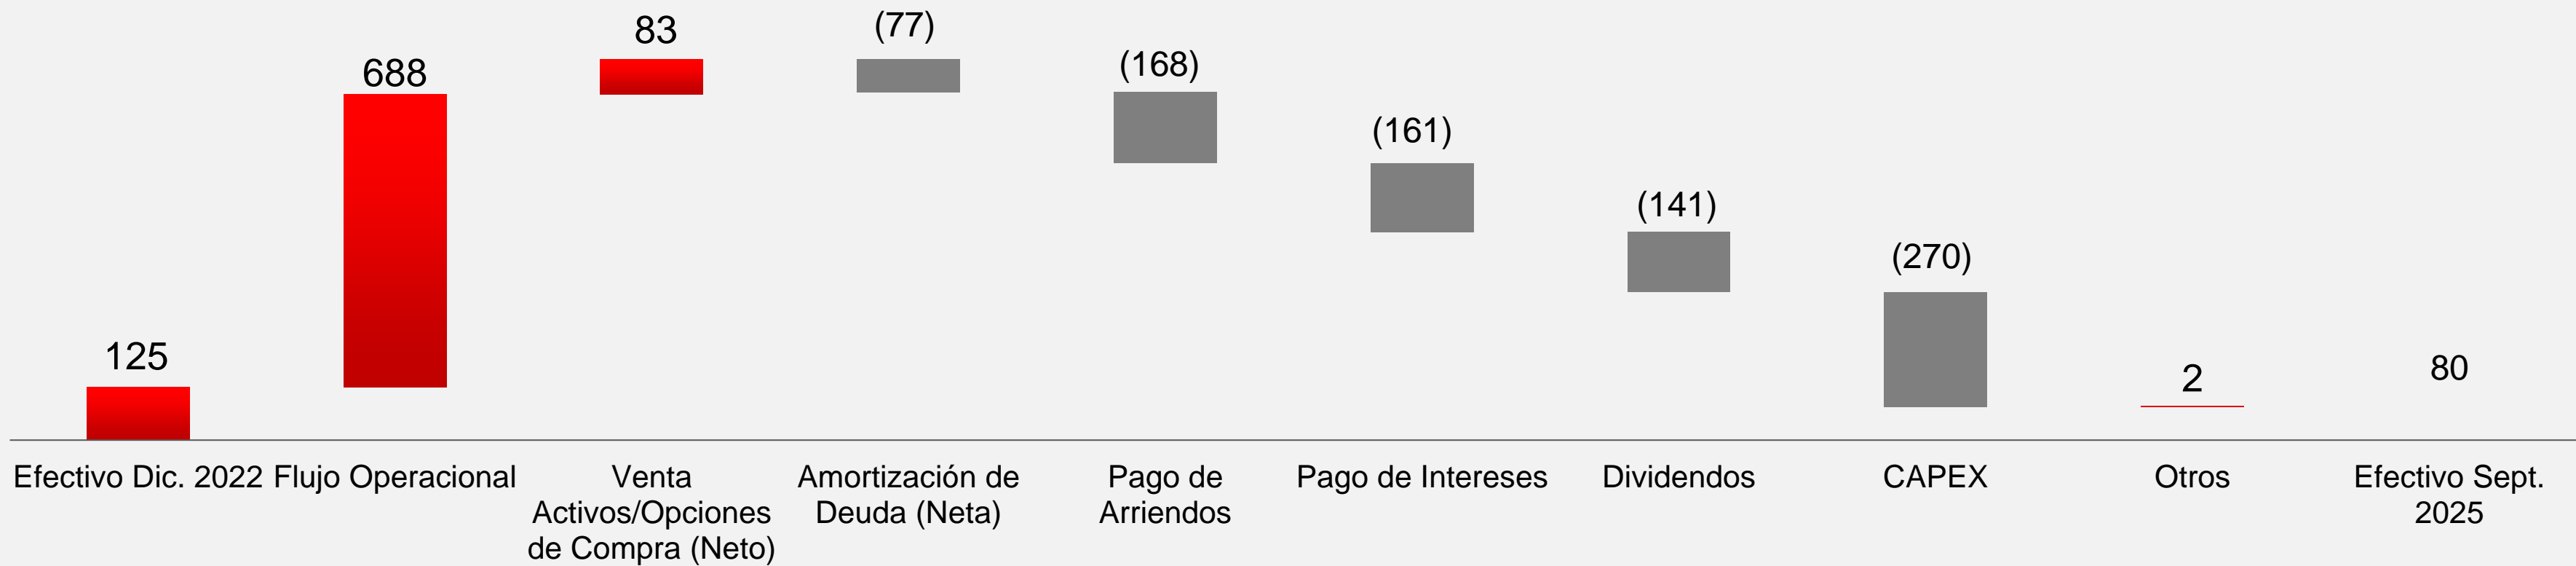 125
688
83
(77)
(168)
(161)
(141)
(270)
2
80
Efectivo Dic. 2022
Flujo Operacional
Venta
Activos/Opciones
de Compra (Neto)
Amortización de
Deuda (Neta)
Pago de
Arriendos
Pago de Intereses
Dividendos
CAPEX
Otros
Efectivo Sept.
2025